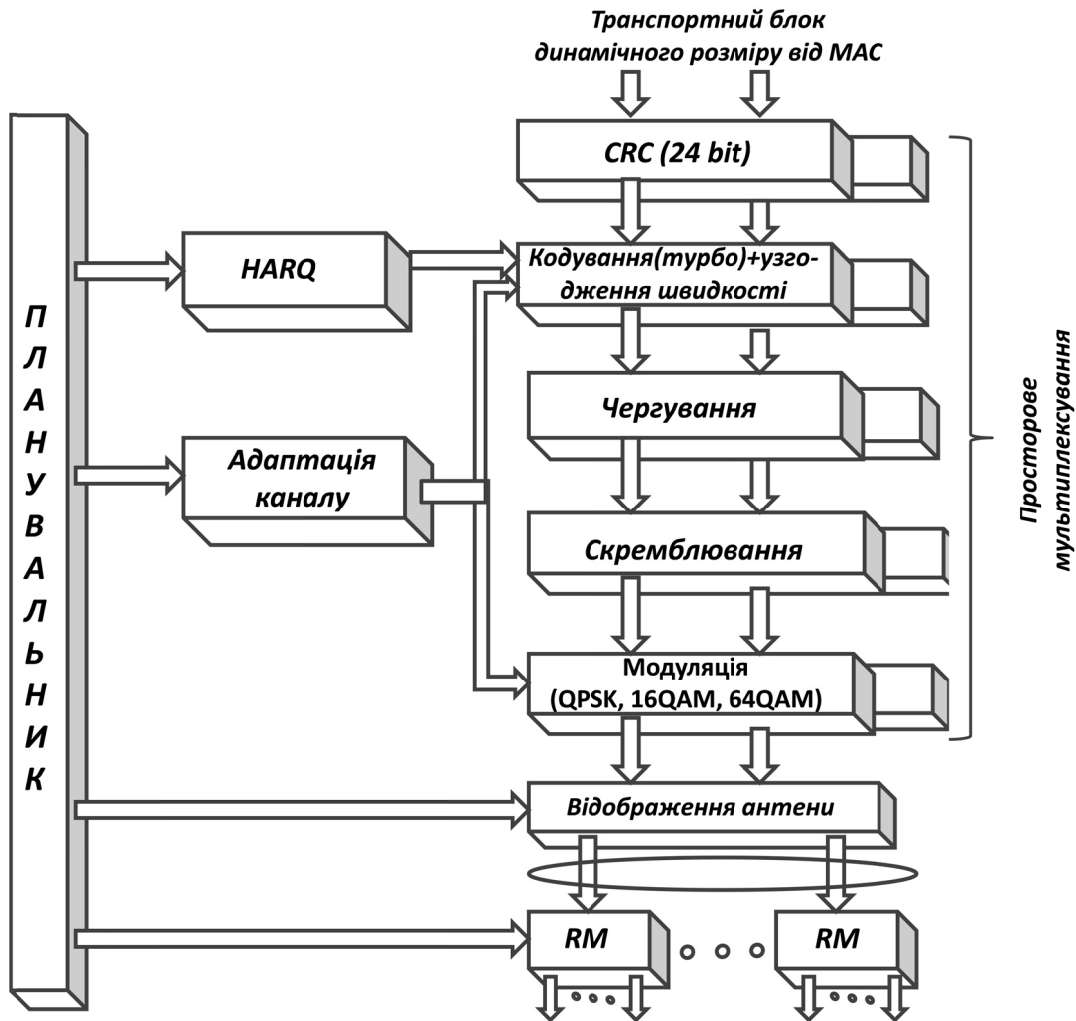 Транспортний блок
динамічного розміру від МАС
CRC (24 bit)
HARQ
Кодування(турбо)+узго-
дження швидкості
ПЛАНУВАЛЬНИК
Чергування
Адаптація
каналу
Просторове
мультиплексування
Скремблювання
Модуляція
(QPSK, 16QAM, 64QAM)
Відображення антени
RM
RM